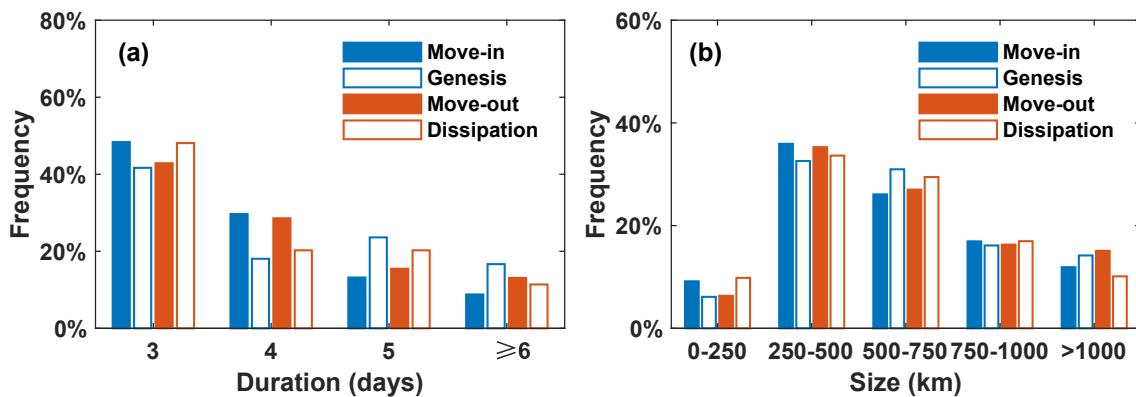 (a)
Frequency
80%
60%
40%
20%
0%
Move-in
Genesis
Move-out
Dissipation
3 4 5 ⩾6
Duration (days)
(b)
Frequency
60%
40%
20%
0%
Move-in
Genesis
Move-out
Dissipation
0-250 250-500 500-750 750-1000 >1000
Size (km)